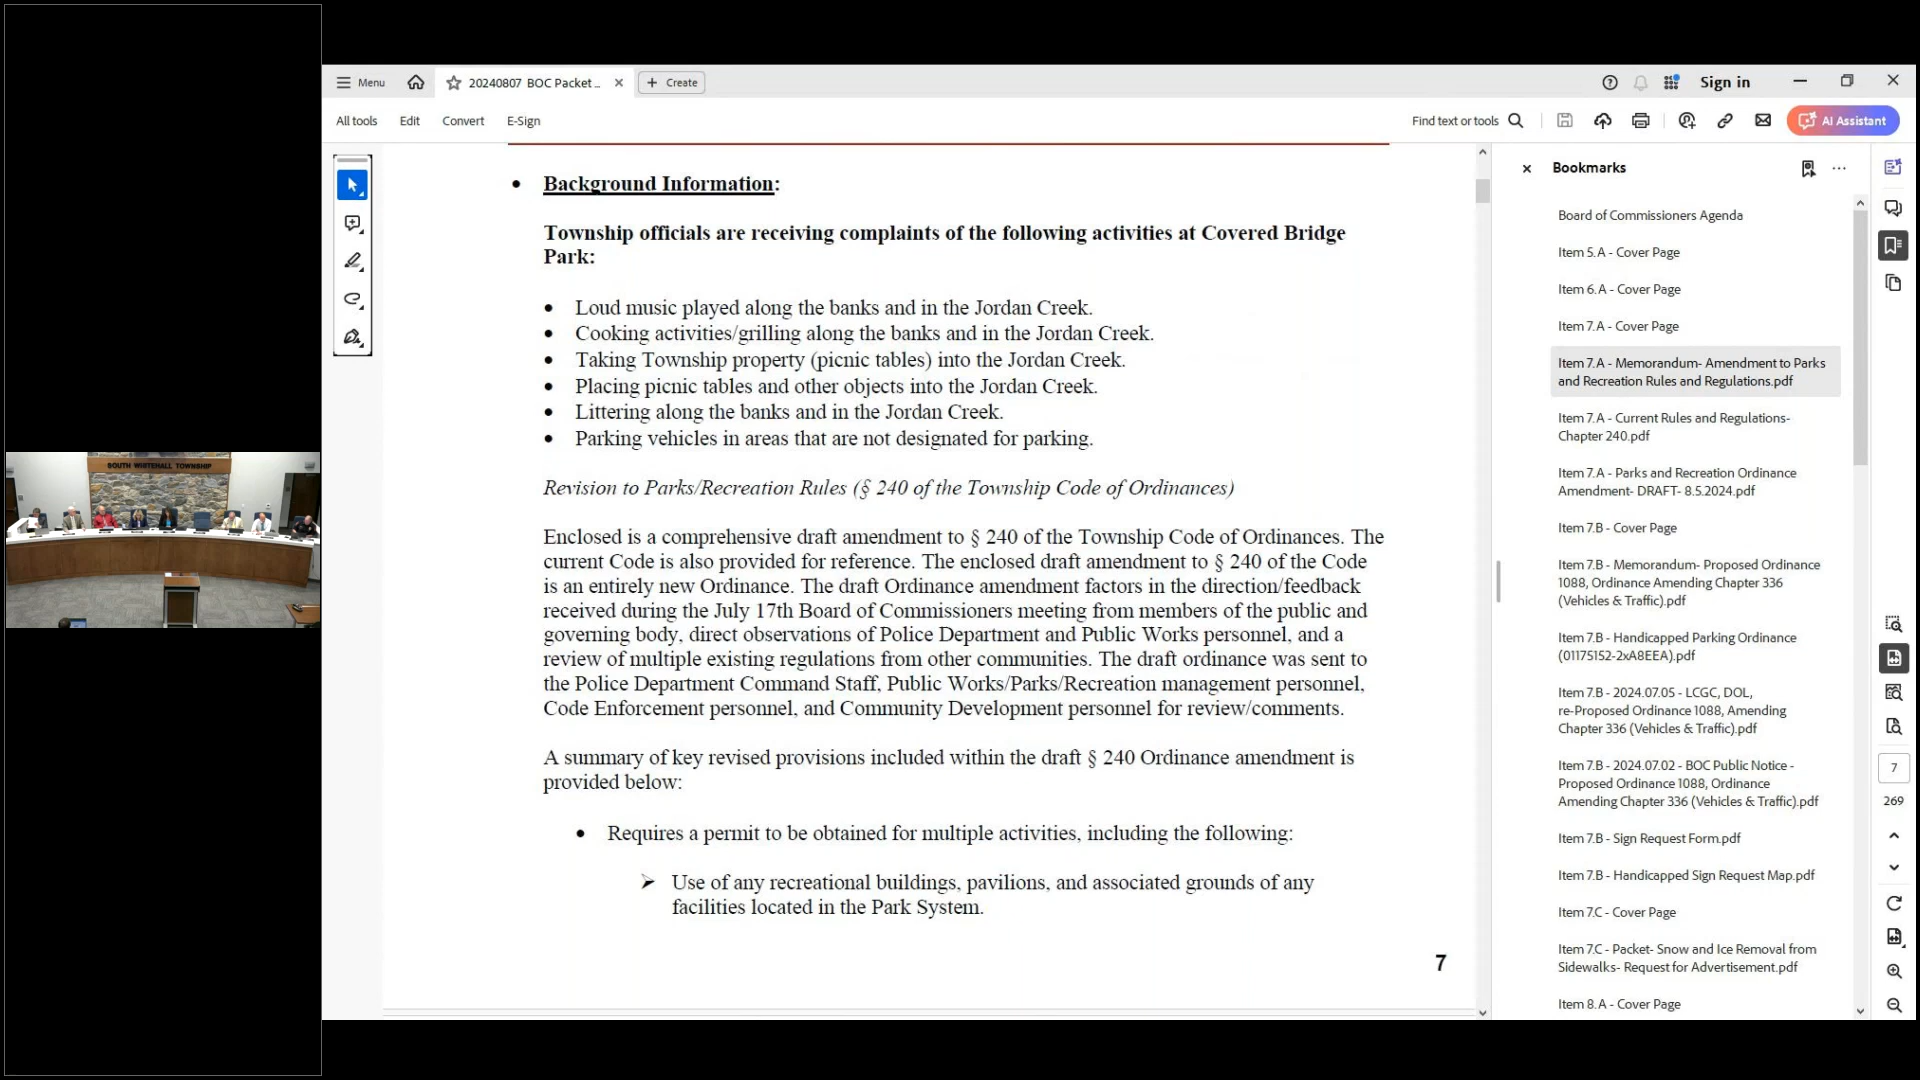 Menu
20240807 BOC Packet ...
Create
Sign in
All tools
Edit
Convert
E-Sign
Find text or tools
AI Assistant
• Background Information:
Township officials are receiving complaints of the following activities at Covered Bridge
Park:
• Loud music played along the banks and in the Jordan Creek.
• Cooking activities/grilling along the banks and in the Jordan Creek.
• Taking Township property (picnic tables) into the Jordan Creek.
• Placing picnic tables and other objects into the Jordan Creek.
• Littering along the banks and in the Jordan Creek.
• Parking vehicles in areas that are not designated for parking.
Revision to Parks/Recreation Rules (§ 240 of the Township Code of Ordinances)
Enclosed is a comprehensive draft amendment to § 240 of the Township Code of Ordinances. The
current Code is also provided for reference. The enclosed draft amendment to § 240 of the Code
is an entirely new Ordinance. The draft Ordinance amendment factors in the direction/feedback
received during the July 17th Board of Commissioners meeting from members of the public and
governing body, direct observations of Police Department and Public Works personnel, and a
review of multiple existing regulations from other communities. The draft ordinance was sent to
the Police Department Command Staff, Public Works/Parks/Recreation management personnel,
Code Enforcement personnel, and Community Development personnel for review/comments.
A summary of key revised provisions included within the draft § 240 Ordinance amendment is
provided below:
• Requires a permit to be obtained for multiple activities, including the following:
➢ Use of any recreational buildings, pavilions, and associated grounds of any
facilities located in the Park System.
7
Bookmarks
Board of Commissioners Agenda
Item 5.A - Cover Page
Item 6.A - Cover Page
Item 7.A - Cover Page
Item 7.A - Memorandum- Amendment to Parks
and Recreation Rules and Regulations.pdf
Item 7.A - Current Rules and Regulations-
Chapter 240.pdf
Item 7.A - Parks and Recreation Ordinance
Amendment- DRAFT- 8.5.2024.pdf
Item 7.B - Cover Page
Item 7.B - Memorandum- Proposed Ordinance
1088, Ordinance Amending Chapter 336
(Vehicles & Traffic).pdf
Item 7.B - Handicapped Parking Ordinance
(01175152-2xA8EEA).pdf
Item 7.B - 2024.07.05 - LCGC, DOL,
re-Proposed Ordinance 1088, Amending
Chapter 336 (Vehicles & Traffic).pdf
Item 7.B - 2024.07.02 - BOC Public Notice -
Proposed Ordinance 1088, Ordinance
Amending Chapter 336 (Vehicles & Traffic).pdf
Item 7.B - Sign Request Form.pdf
Item 7.B - Handicapped Sign Request Map.pdf
Item 7.C - Cover Page
Item 7.C - Packet- Snow and Ice Removal from
Sidewalks- Request for Advertisement.pdf
Item 8.A - Cover Page
7
269
SOUTH WHITEHALL TOWNSHIP